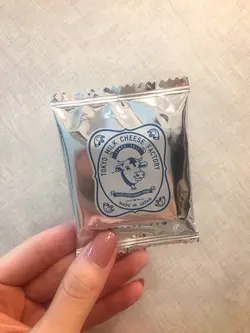 TOKYO MILK CHEESE FACTORY
MADE IN JAPAN